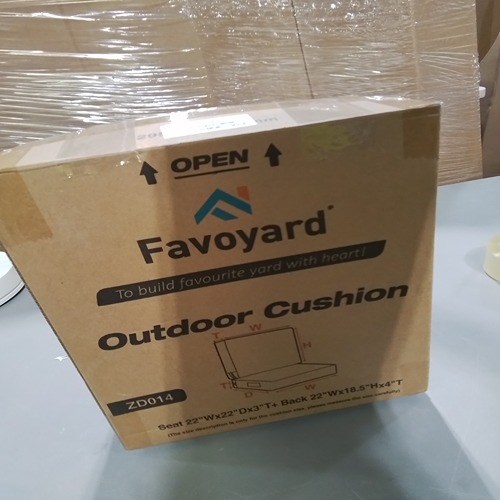 OPEN
Favoyard
To build favourite yard with heart!
Outdoor Cushion
T W
H
T
D W
ZD014
Seat 22"Wx22"Dx3"T+ Back 22"Wx18.5"Hx4"T